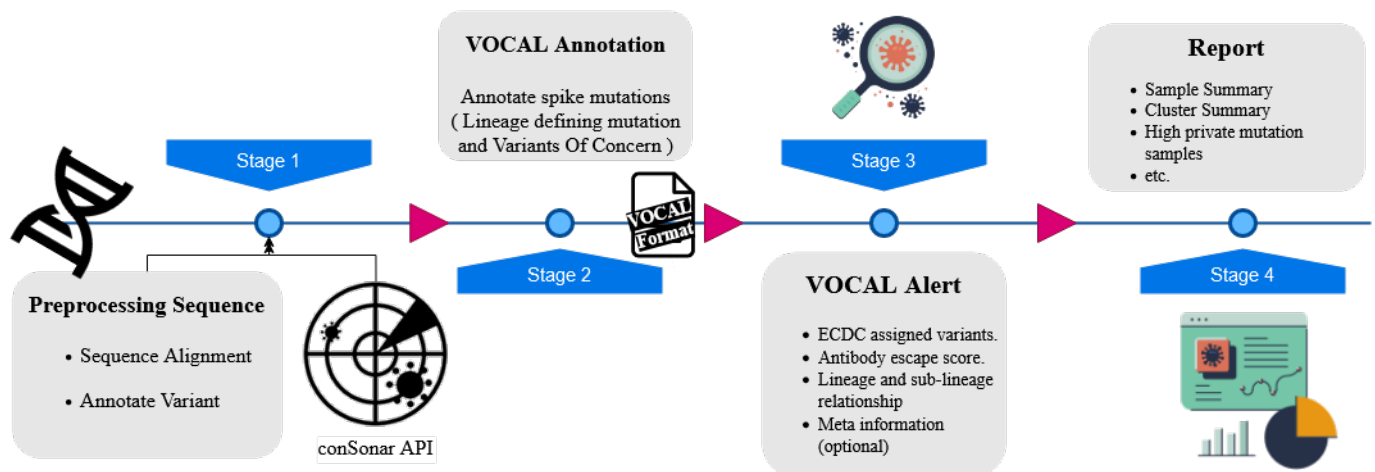 Stage 1
Preprocessing Sequence
• Sequence Alignment
• Annotate Variant
conSonar API
VOCAL Annotation
Annotate spike mutations
( Lineage defining mutation
and Variants Of Concern )
Stage 2
VOCAL
Format
Stage 3
VOCAL Alert
• ECDC assigned variants.
• Antibody escape score.
• Lineage and sub-lineage
relationship
• Meta information
(optional)
Report
• Sample Summary
• Cluster Summary
• High private mutation
samples
• etc.
Stage 4